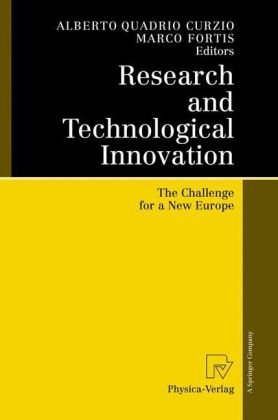 ALBERTO QUADRIO CURZIO
MARCO FORTIS
Editors
Research
and
Technological
Innovation
The Challenge
for a New Europe
Physica-Verlag
A Springer Company